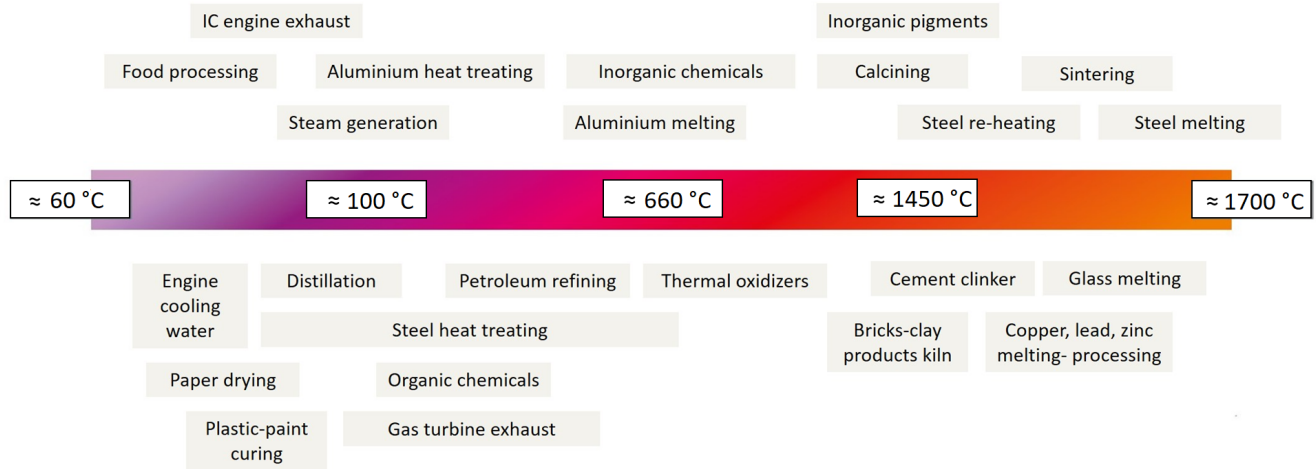 IC engine exhaust
Inorganic pigments
Food processing
Aluminium heat treating
Inorganic chemicals
Calcining
Sintering
Steam generation
Aluminium melting
Steel re-heating
Steel melting
≈ 60 °C
≈ 100 °C
≈ 660 °C
≈ 1450 °C
≈ 1700 °C
Engine
cooling
water
Distillation
Petroleum refining
Thermal oxidizers
Cement clinker
Glass melting
Steel heat treating
Bricks-clay
products kiln
Copper, lead, zinc
melting- processing
Paper drying
Organic chemicals
Plastic-paint
curing
Gas turbine exhaust